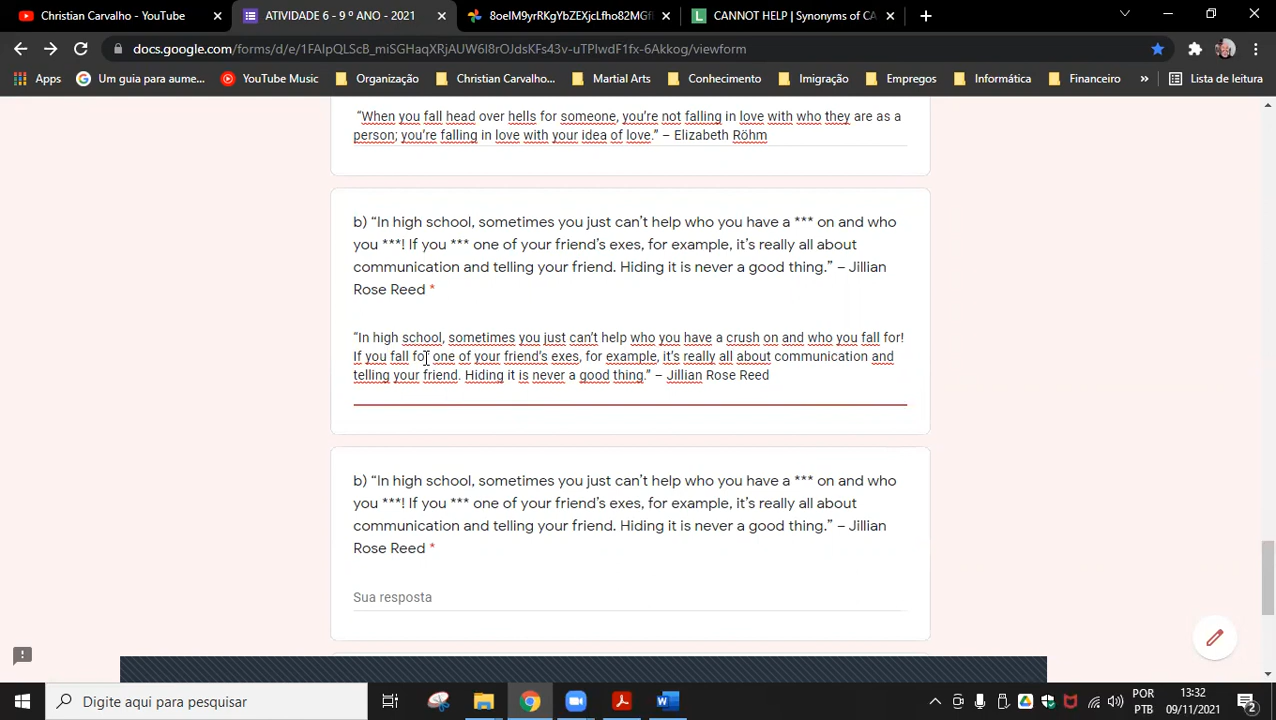 Christian Carvalho - YouTube
ATIVIDADE 6 - 9 º ANO - 2021
8oeIM9yrRKgYbZEXjcLfho82MGf
CANNOT HELP | Synonyms of CA
docs.google.com/forms/d/e/1FAIpQLScB_miSGHaqXRjAUW6I8rOJdsKFs43v-uTPIwdF1fx-6Akkog/viewform
Apps
Um guia para aume...
YouTube Music
Organização
Christian Carvalho...
Martial Arts
Conhecimento
Imigração
Empregos
Informática
Financeiro
»
Lista de leitura
“When you fall head over hells for someone, you’re not falling in love with who they are as a
person; you’re falling in love with your idea of love.” – Elizabeth Röhm
b) “In high school, sometimes you just can’t help who you have a *** on and who
you ***! If you *** one of your friend’s exes, for example, it’s really all about
communication and telling your friend. Hiding it is never a good thing.” – Jillian
Rose Reed *
“In high school, sometimes you just can’t help who you have a crush on and who you fall for!
If you fall for one of your friend’s exes, for example, it’s really all about communication and
telling your friend. Hiding it is never a good thing.” – Jillian Rose Reed
b) “In high school, sometimes you just can’t help who you have a *** on and who
you ***! If you *** one of your friend’s exes, for example, it’s really all about
communication and telling your friend. Hiding it is never a good thing.” – Jillian
Rose Reed *
Sua resposta
Digite aqui para pesquisar
POR
PTB
13:32
09/11/2021
2